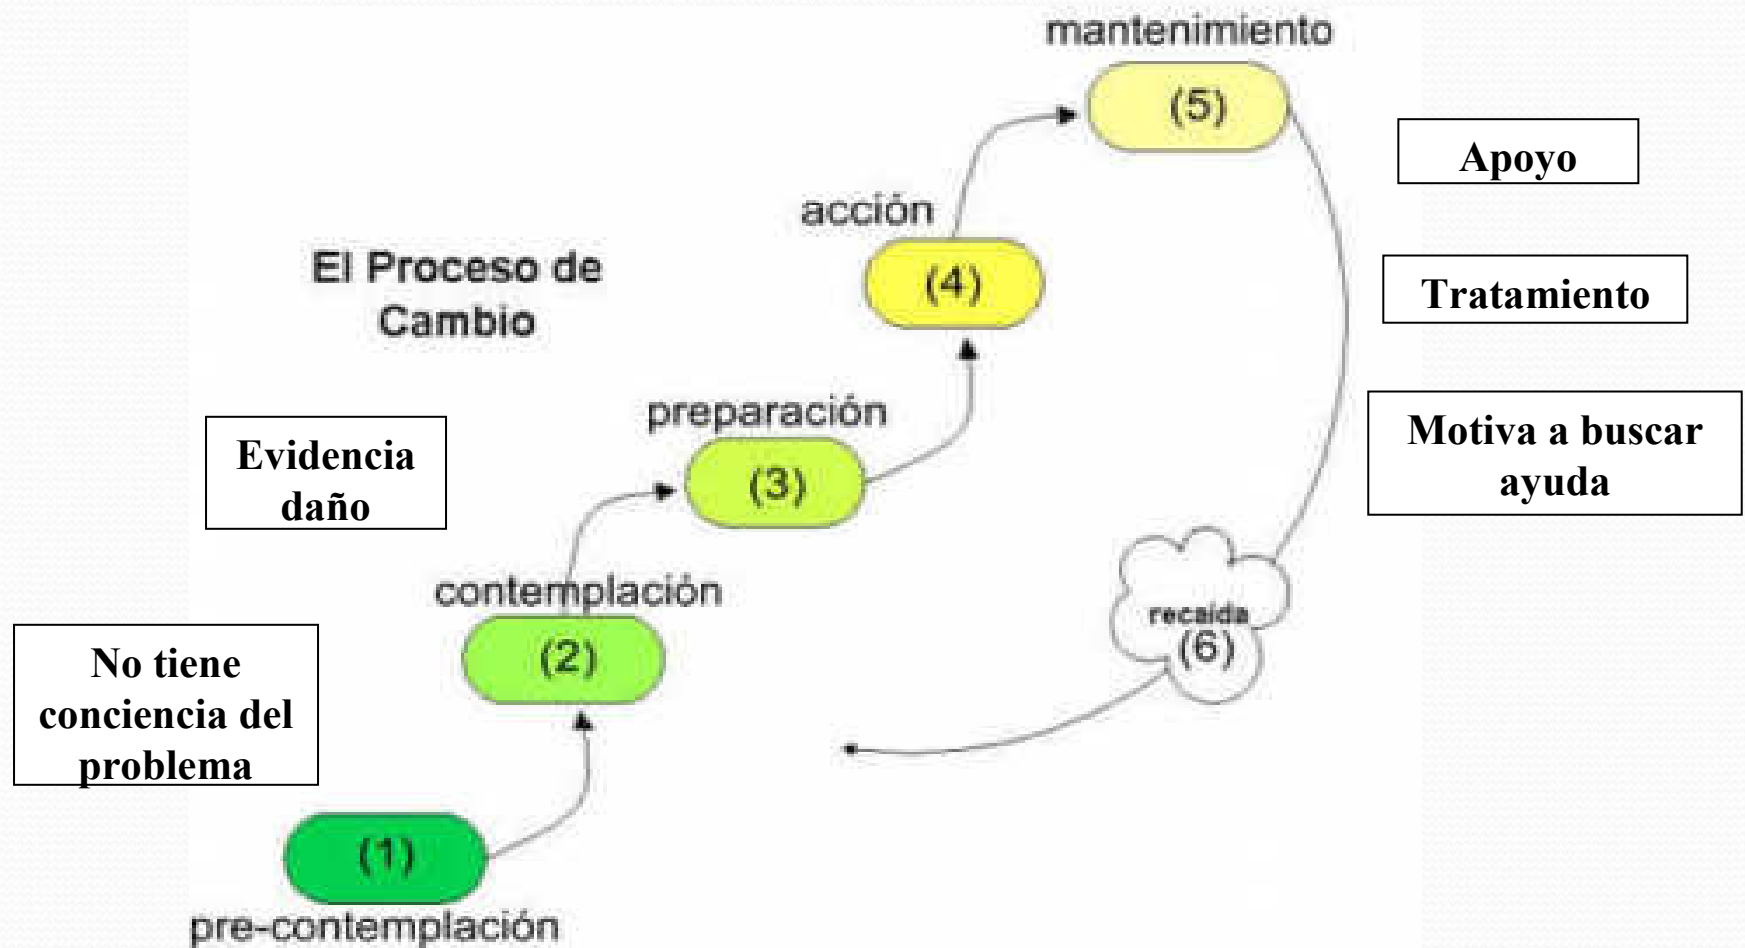 mantenimiento
(5)
Apoyo
acción
(4)
El Proceso de
Cambio
Tratamiento
preparación
(3)
Motiva a buscar
ayuda
Evidencia
daño
contemplación
(2)
recaída
(6)
No tiene
conciencia del
problema
(1)
pre-contemplación